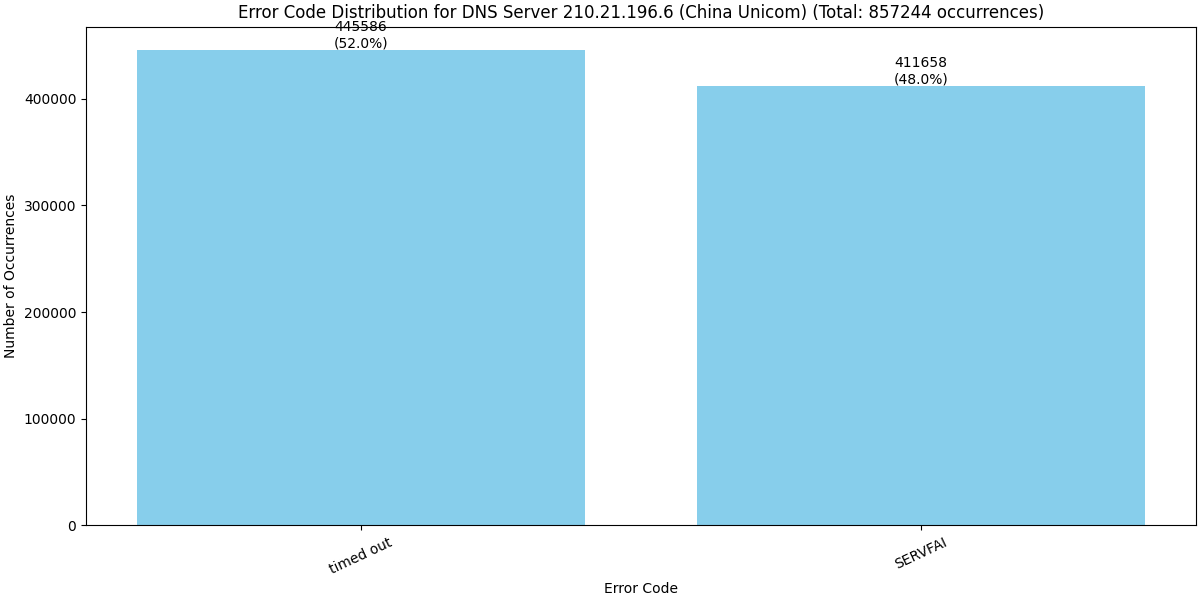 Error Code Distribution for DNS Server 210.21.196.6 (China Unicom) (Total: 857244 occurrences)
445586
(52.0%)
411658
(48.0%)
400000
300000
200000
100000
0
Number of Occurrences
timed out
SERVFAI
Error Code